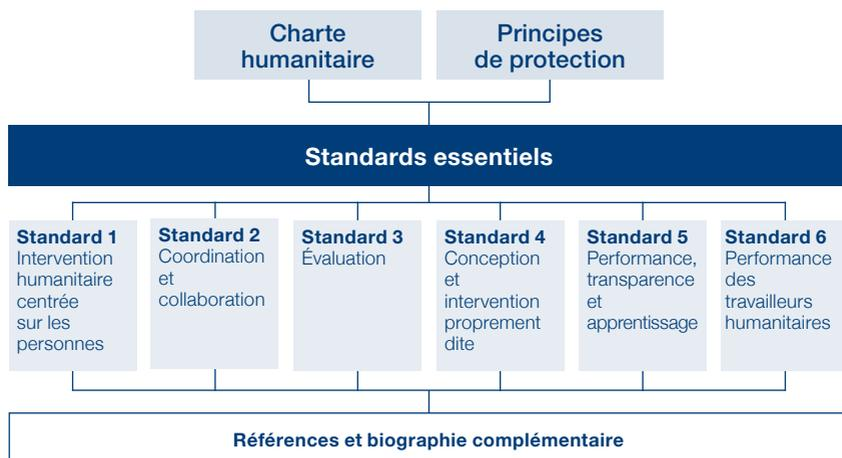 Charte
humanitaire
Principes
de protection
Standards essentiels
Standard 1
Intervention
humanitaire
centrée
sur les
personnes
Standard 2
Coordination
et
collaboration
Standard 3
Évaluation
Standard 4
Conception
et
intervention
proprement
dite
Standard 5
Performance,
transparence
et
apprentissage
Standard 6
Performance
des
travailleurs
humanitaires
Références et biographie complémentaire